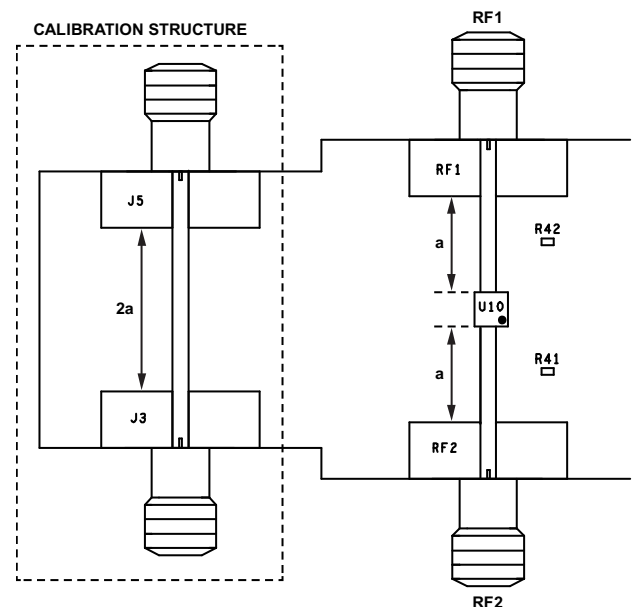 CALIBRATION STRUCTURE
RF1
J5
RF1
a
R42
2a
U10
a
R41
J3
RF2
RF2